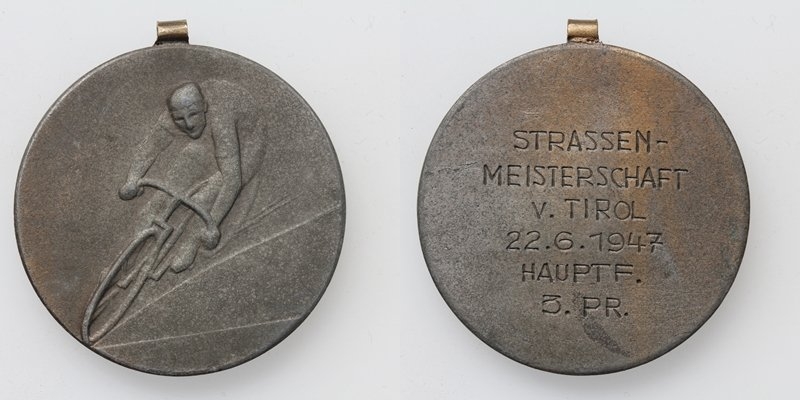 STRASSEN-
MEISTERSCHAFT
V. TIROL
22.6.1947
HAUPTF.
3. PR.